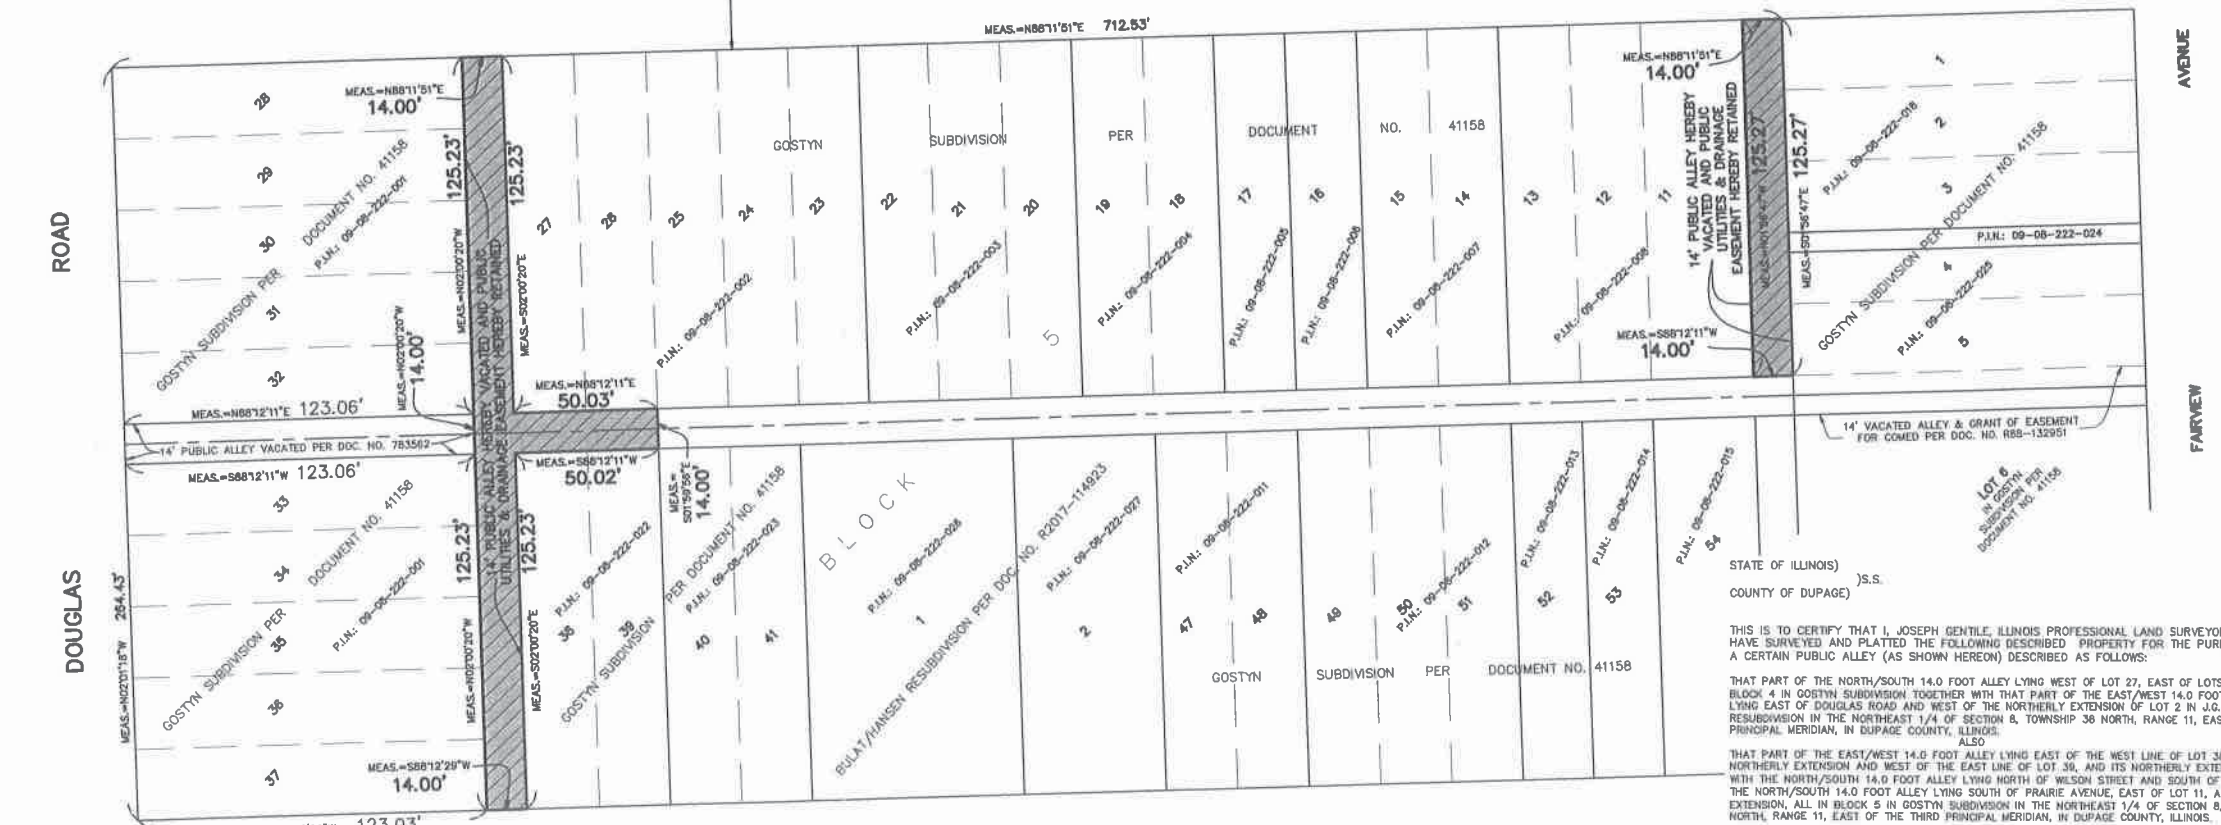 MEAS.=N88°11'51"E 712.53'
ROAD
DOUGLAS
AVENUE
FAIRVIEW
28
29
30
31
32
GOSTYN SUBDIVISION PER DOCUMENT NO. 41158
P.I.N.: 09-08-222-001
MEAS.=N88°11'51"E
14.00'
125.23'
125.23'
MEAS.=N02°00'20"W
MEAS.=S02°00'20"E
14' PUBLIC ALLEY HEREBY VACATED AND PUBLIC
UTILITIES & DRAINAGE EASEMENT HEREBY RETAINED
MEAS.=N02°00'20"W
14.00'
27
26
25
24
23
22
21
20
19
18
17
16
15
14
13
12
11
GOSTYN SUBDIVISION PER DOCUMENT NO. 41158
P.I.N.: 09-08-222-002
P.I.N.: 09-08-222-003
P.I.N.: 09-08-222-004
P.I.N.: 09-08-222-005
P.I.N.: 09-08-222-006
P.I.N.: 09-08-222-007
P.I.N.: 09-08-222-008
5
MEAS.=N88°11'51"E
14.00'
14' PUBLIC ALLEY HEREBY
VACATED AND PUBLIC
UTILITIES & DRAINAGE
EASEMENT HEREBY RETAINED
MEAS.=N01°56'47"W 125.27'
MEAS.=S01°56'47"E 125.27'
MEAS.=S88°12'11"W
14.00'
1
2
3
4
5
P.I.N.: 09-08-222-018
GOSTYN SUBDIVISION PER DOCUMENT NO. 41158
P.I.N.: 09-08-222-024
P.I.N.: 09-08-222-025
MEAS.=N88°12'11"E 123.06'
14' PUBLIC ALLEY VACATED PER DOC. NO. 783562
MEAS.=S88°12'11"W 123.06'
MEAS.=N88°12'11"E
50.03'
MEAS.=S88°12'11"W
50.02'
MEAS.=
S01°59'56"E
14.00'
14' VACATED ALLEY & GRANT OF EASEMENT
FOR COMED PER DOC. NO. R88-132951
LOT 6
IN GOSTYN
SUBDIVISION PER
DOCUMENT NO. 41158
33
34
35
36
37
GOSTYN SUBDIVISION PER DOCUMENT NO. 41158
P.I.N.: 09-08-222-001
MEAS.=N02°01'18"W 264.43'
125.23'
125.23'
14' PUBLIC ALLEY HEREBY VACATED AND PUBLIC
UTILITIES & DRAINAGE EASEMENT HEREBY RETAINED
MEAS.=N02°00'20"W
MEAS.=S02°00'20"E
MEAS.=S88°12'29"W
14.00'
123.03'
38
39
40
41
P.I.N.: 09-08-222-022
GOSTYN SUBDIVISION PER DOCUMENT NO. 41158
P.I.N.: 09-08-222-023
BLOCK
P.I.N.: 09-08-222-026
1
BULAT/HANSEN RESUBDIVISION PER DOC. NO. R2017-114923
P.I.N.: 09-08-222-027
2
P.I.N.: 09-08-222-011
47
48
49
50
P.I.N.: 09-08-222-012
51
P.I.N.: 09-08-222-013
52
P.I.N.: 09-08-222-014
53
P.I.N.: 09-08-222-015
54
GOSTYN SUBDIVISION PER DOCUMENT NO. 41158
STATE OF ILLINOIS)
)S.S.
COUNTY OF DUPAGE)
THIS IS TO CERTIFY THAT I, JOSEPH GENTILE, ILLINOIS PROFESSIONAL LAND SURVEYOR
HAVE SURVEYED AND PLATTED THE FOLLOWING DESCRIBED PROPERTY FOR THE
A CERTAIN PUBLIC ALLEY (AS SHOWN HEREON) DESCRIBED AS FOLLOWS:
THAT PART OF THE NORTH/SOUTH 14.0 FOOT ALLEY LYING WEST OF LOT 27, EAST OF LOTS
BLOCK 4 IN GOSTYN SUBDIVISION TOGETHER WITH THAT PART OF THE EAST/WEST 14.0 FOOT
LYING EAST OF DOUGLAS ROAD AND WEST OF THE NORTHERLY EXTENSION OF LOT 2 IN J.G.
RESUBDIVISION IN THE NORTHEAST 1/4 OF SECTION 8, TOWNSHIP 38 NORTH, RANGE 11,
PRINCIPAL MERIDIAN, IN DUPAGE COUNTY, ILLINOIS.
ALSO
THAT PART OF THE EAST/WEST 14.0 FOOT ALLEY LYING EAST OF THE WEST LINE OF LOT
NORTHERLY EXTENSION AND WEST OF THE EAST LINE OF LOT 39, AND ITS NORTHERLY
WITH THE NORTH/SOUTH 14.0 FOOT ALLEY LYING NORTH OF WILSON STREET AND SOUTH OF
THE NORTH/SOUTH 14.0 FOOT ALLEY LYING SOUTH OF PRAIRIE AVENUE, EAST OF LOT 11,
EXTENSION, ALL IN BLOCK 5 IN GOSTYN SUBDIVISION IN THE NORTHEAST 1/4 OF SECTION 8,
NORTH, RANGE 11, EAST OF THE THIRD PRINCIPAL MERIDIAN, IN DUPAGE COUNTY, ILLINOIS.